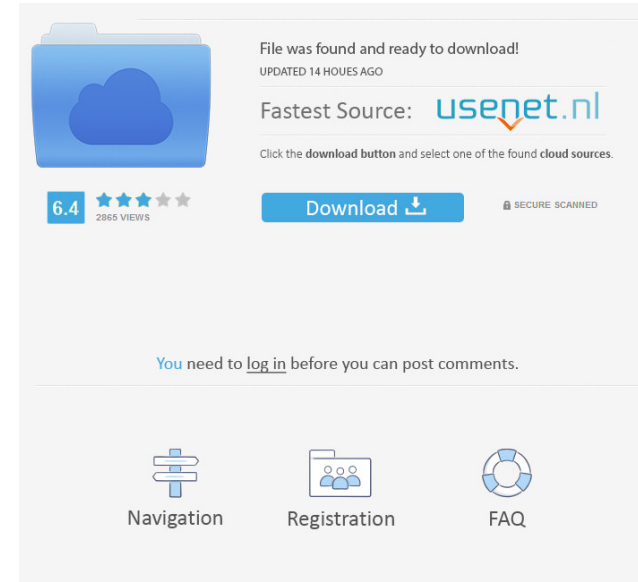 File was found and ready to download!
UPDATED 14 HOUES AGO
Fastest Source: usenet.nl
Click the download button and select one of the found cloud sources.
6.4
2865 VIEWS
Download
SECURE SCANNED
You need to log in before you can post comments.
Navigation
Registration
FAQ